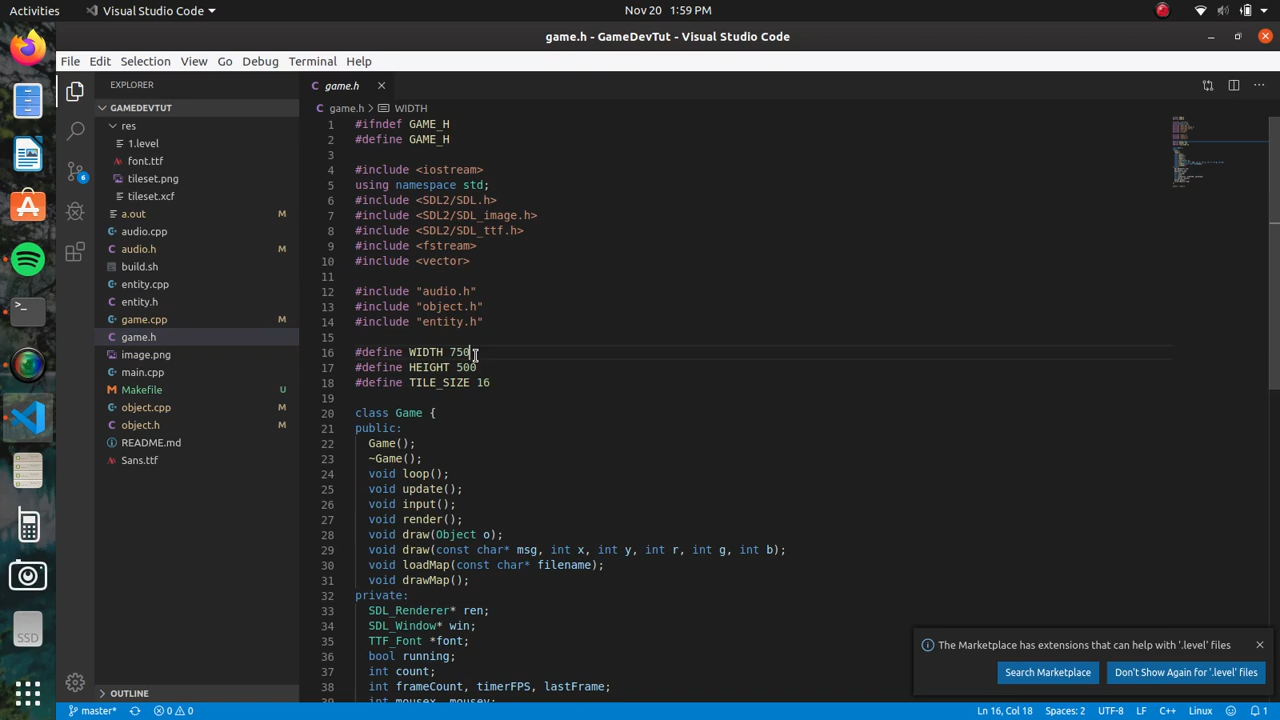 Activities
Visual Studio Code
Nov 20 1:59 PM
game.h - GameDevTut - Visual Studio Code
File Edit Selection View Go Debug Terminal Help
EXPLORER
GAMEDEVTUT
res
1.level
font.ttf
tileset.png
tileset.xcf
a.out M
audio.cpp
audio.h M
build.sh
entity.cpp
entity.h
game.cpp M
game.h
image.png
main.cpp
Makefile U
object.cpp M
object.h M
README.md
Sans.ttf
OUTLINE
6
>_
SSD
C game.h
C game.h > WIDTH
1 #ifndef GAME_H
2 #define GAME_H
3
4 #include <iostream>
5 using namespace std;
6 #include <SDL2/SDL.h>
7 #include <SDL2/SDL_image.h>
8 #include <SDL2/SDL_ttf.h>
9 #include <fstream>
10 #include <vector>
11
12 #include "audio.h"
13 #include "object.h"
14 #include "entity.h"
15
16 #define WIDTH 750
17 #define HEIGHT 500
18 #define TILE_SIZE 16
19
20 class Game {
21 public:
22 Game();
23 ~Game();
24 void loop();
25 void update();
26 void input();
27 void render();
28 void draw(Object o);
29 void draw(const char* msg, int x, int y, int r, int g, int b);
30 void loadMap(const char* filename);
31 void drawMap();
32 private:
33 SDL_Renderer* ren;
34 SDL_Window* win;
35 TTF_Font *font;
36 bool running;
37 int count;
38 int frameCount, timerFPS, lastFrame;
39 int mousex, mousey;
The Marketplace has extensions that can help with '.level' files
Search Marketplace
Don't Show Again for '.level' files
master* 0 0
Ln 16, Col 18 Spaces: 2 UTF-8 LF C++ Linux 1